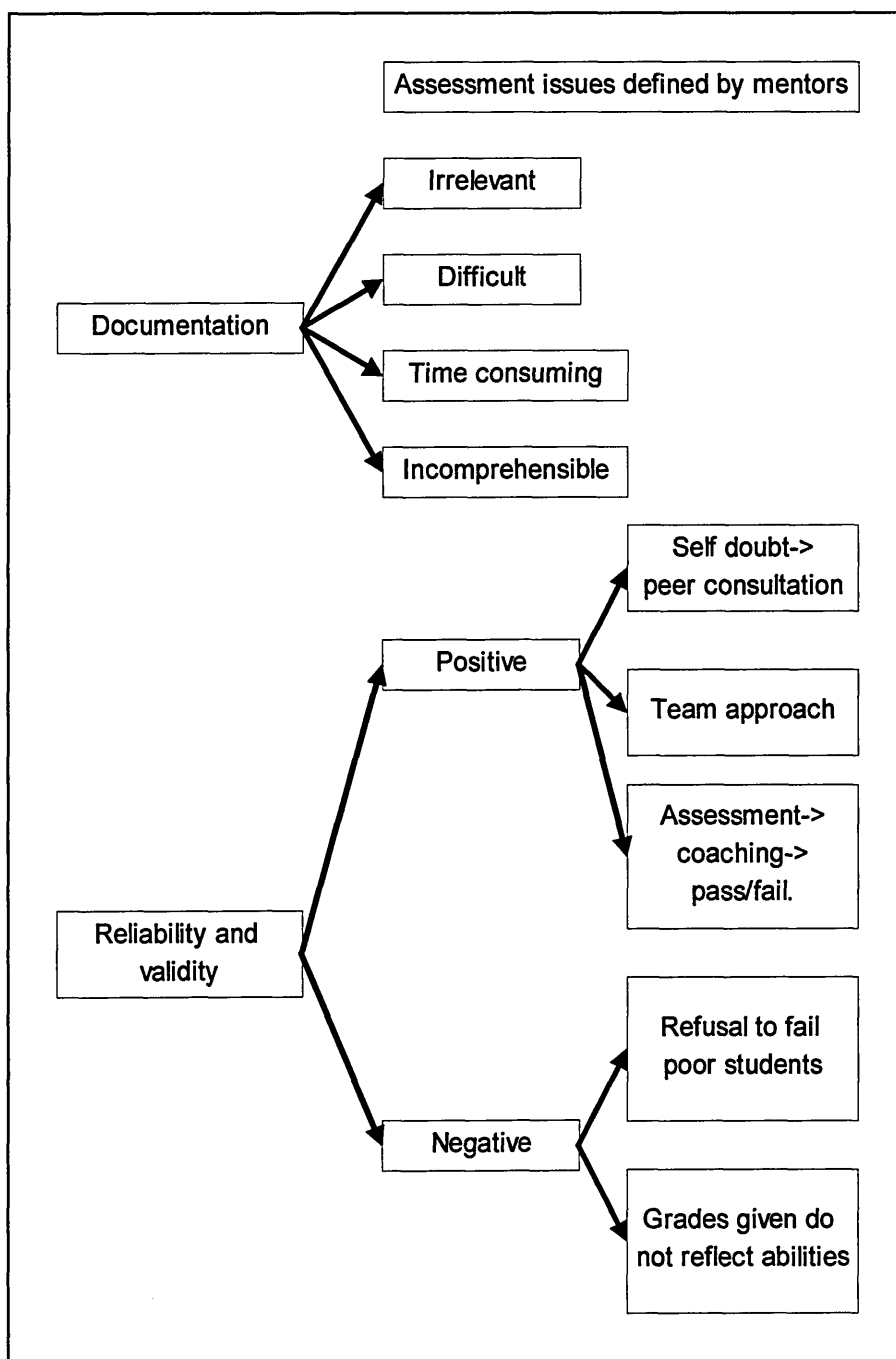 Assessment issues defined by mentors
Irrelevant
Difficult
Documentation
Time consuming
Incomprehensible
Self doubt->
peer consultation
Positive
Team approach
Assessment->
coaching->
pass/fail.
Reliability and
validity
Refusal to fail
poor students
Negative
Grades given do
not reflect abilities